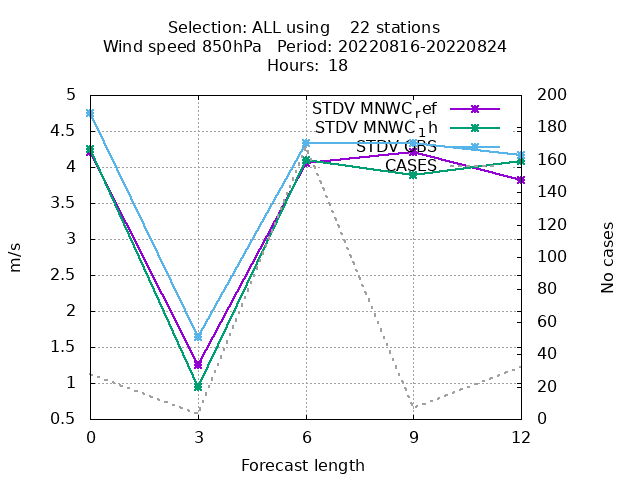 Selection: ALL using    22 stations
Wind speed 850hPa   Period: 20220816-20220824
Hours:  18
5
4.5
4
3.5
3
2.5
2
1.5
1
0.5
200
180
160
140
120
100
80
60
40
20
0
m/s
No cases
STDV MNWC_ref
STDV MNWC_1h
STDV OBS
CASES
0
3
6
9
12
Forecast length